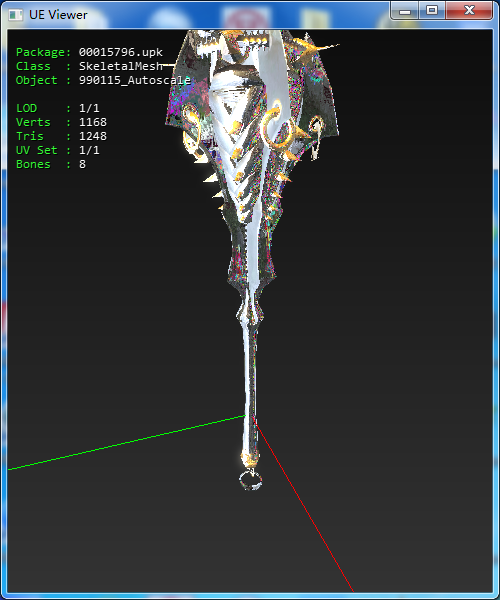 UE Viewer
Package: 00015796.upk
Class : SkeletalMesh
Object : 990115_Autoscale
LOD : 1/1
Verts : 1168
Tris : 1248
UV Set : 1/1
Bones : 8